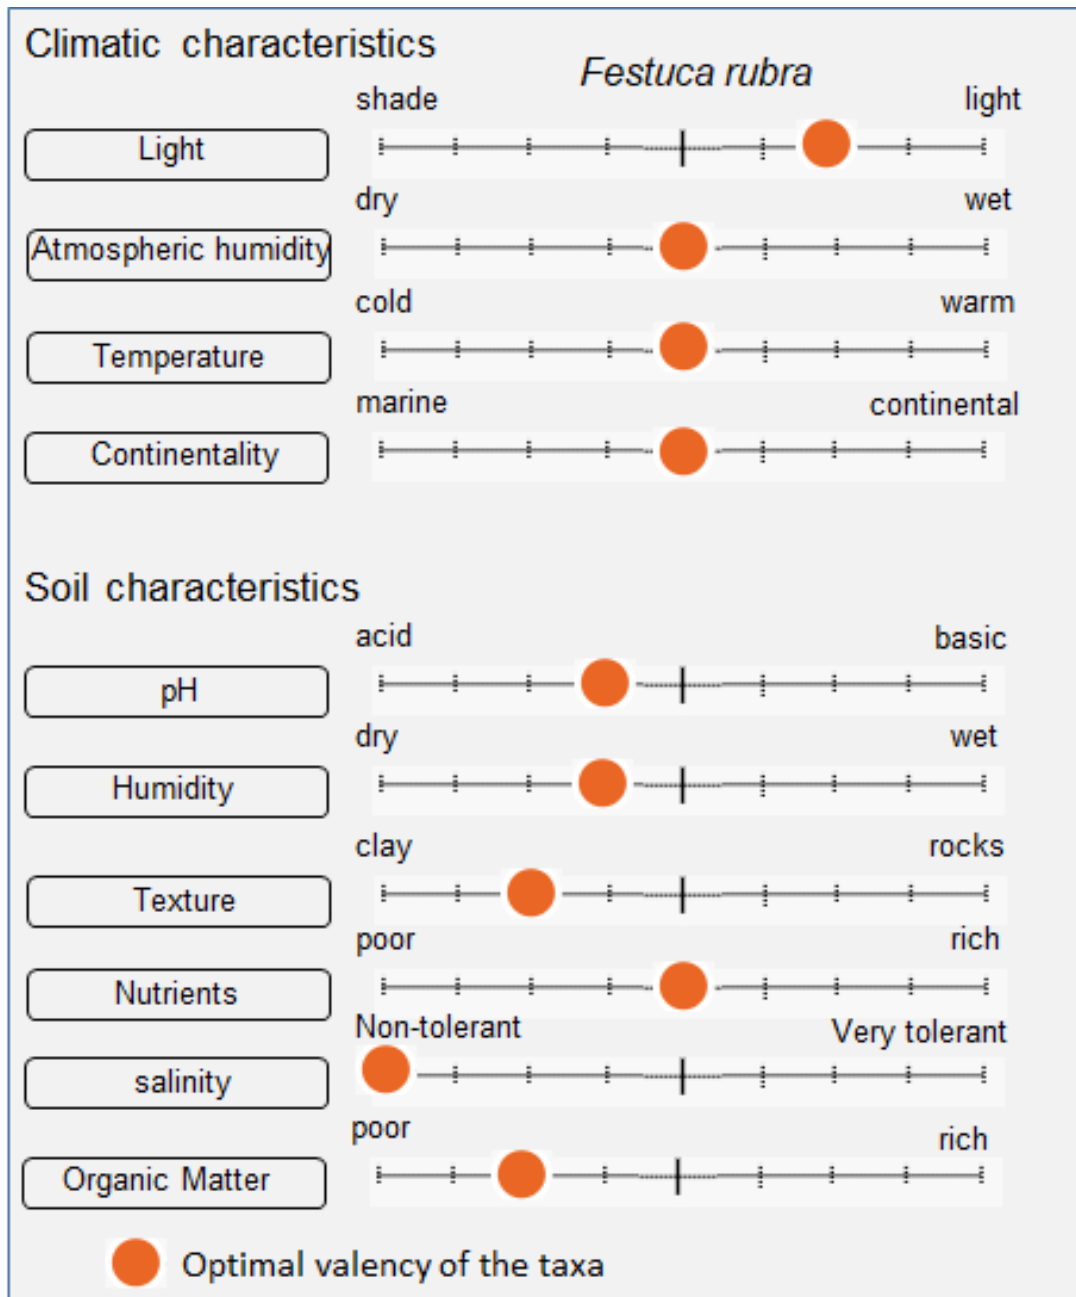 Climatic characteristics
Festuca rubra
shade light
Light
dry wet
Atmospheric humidity
cold warm
Temperature
marine continental
Continentality
Soil characteristics
acid basic
pH
dry wet
Humidity
clay rocks
Texture
poor rich
Nutrients
Non-tolerant Very tolerant
salinity
poor rich
Organic Matter
Optimal valency of the taxa